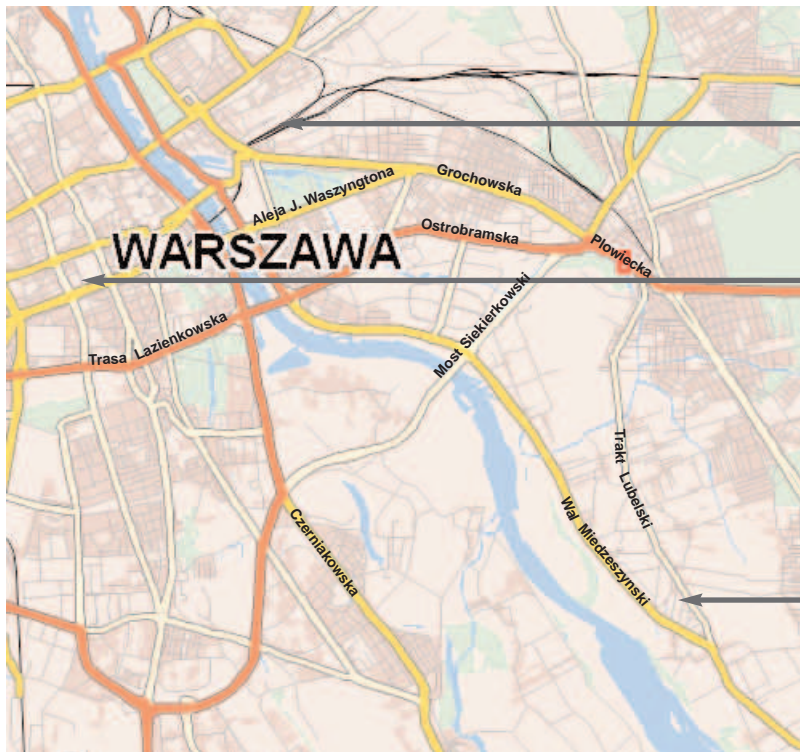 Grochowska
Aleja J. Waszyngtona
Ostrobramska
WARSZAWA
Plowiecka
Most Siekierkowski
Trasa Lazienkowska
Trakt Lubelski
Wal Miedzeszynski
Czerniakowska